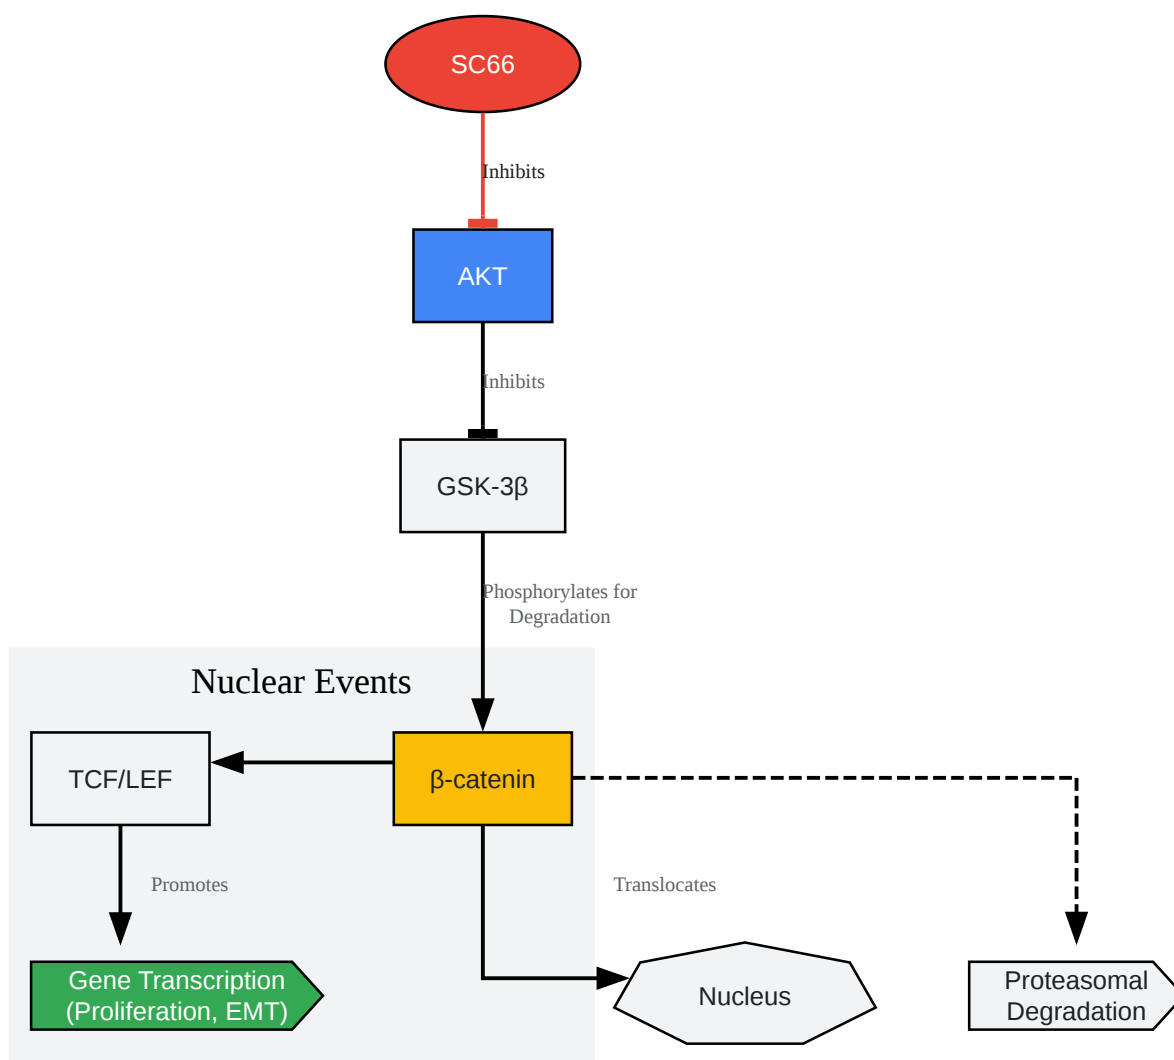 SC66
Inhibits
AKT
Inhibits
GSK-3β
Phosphorylates for
Degradation
Nuclear Events
TCF/LEF
β-catenin
Promotes
Translocates
Gene Transcription
(Proliferation, EMT)
Nucleus
Proteasomal
Degradation